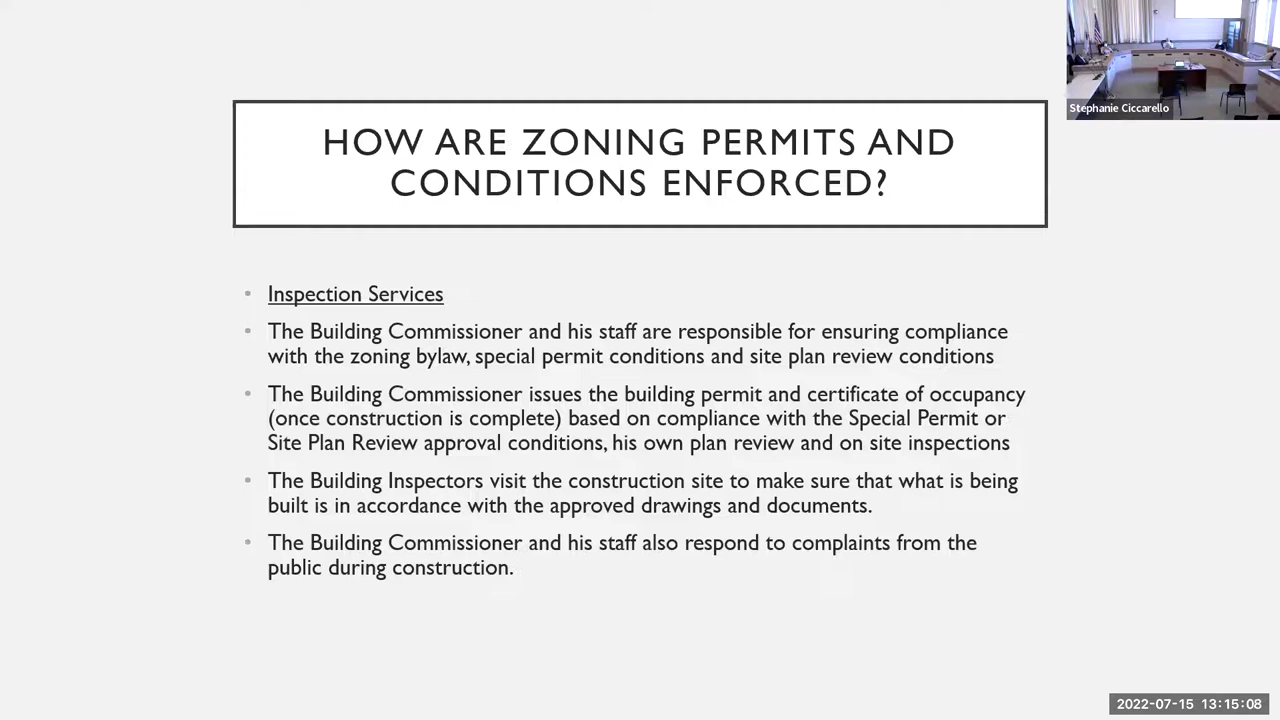 Stephanie Ciccarello
HOW ARE ZONING PERMITS AND
CONDITIONS ENFORCED?
• Inspection Services
• The Building Commissioner and his staff are responsible for ensuring compliance
with the zoning bylaw, special permit conditions and site plan review conditions
• The Building Commissioner issues the building permit and certificate of occupancy
(once construction is complete) based on compliance with the Special Permit or
Site Plan Review approval conditions, his own plan review and on site inspections
• The Building Inspectors visit the construction site to make sure that what is being
built is in accordance with the approved drawings and documents.
• The Building Commissioner and his staff also respond to complaints from the
public during construction.
2022-07-15 13:15:08